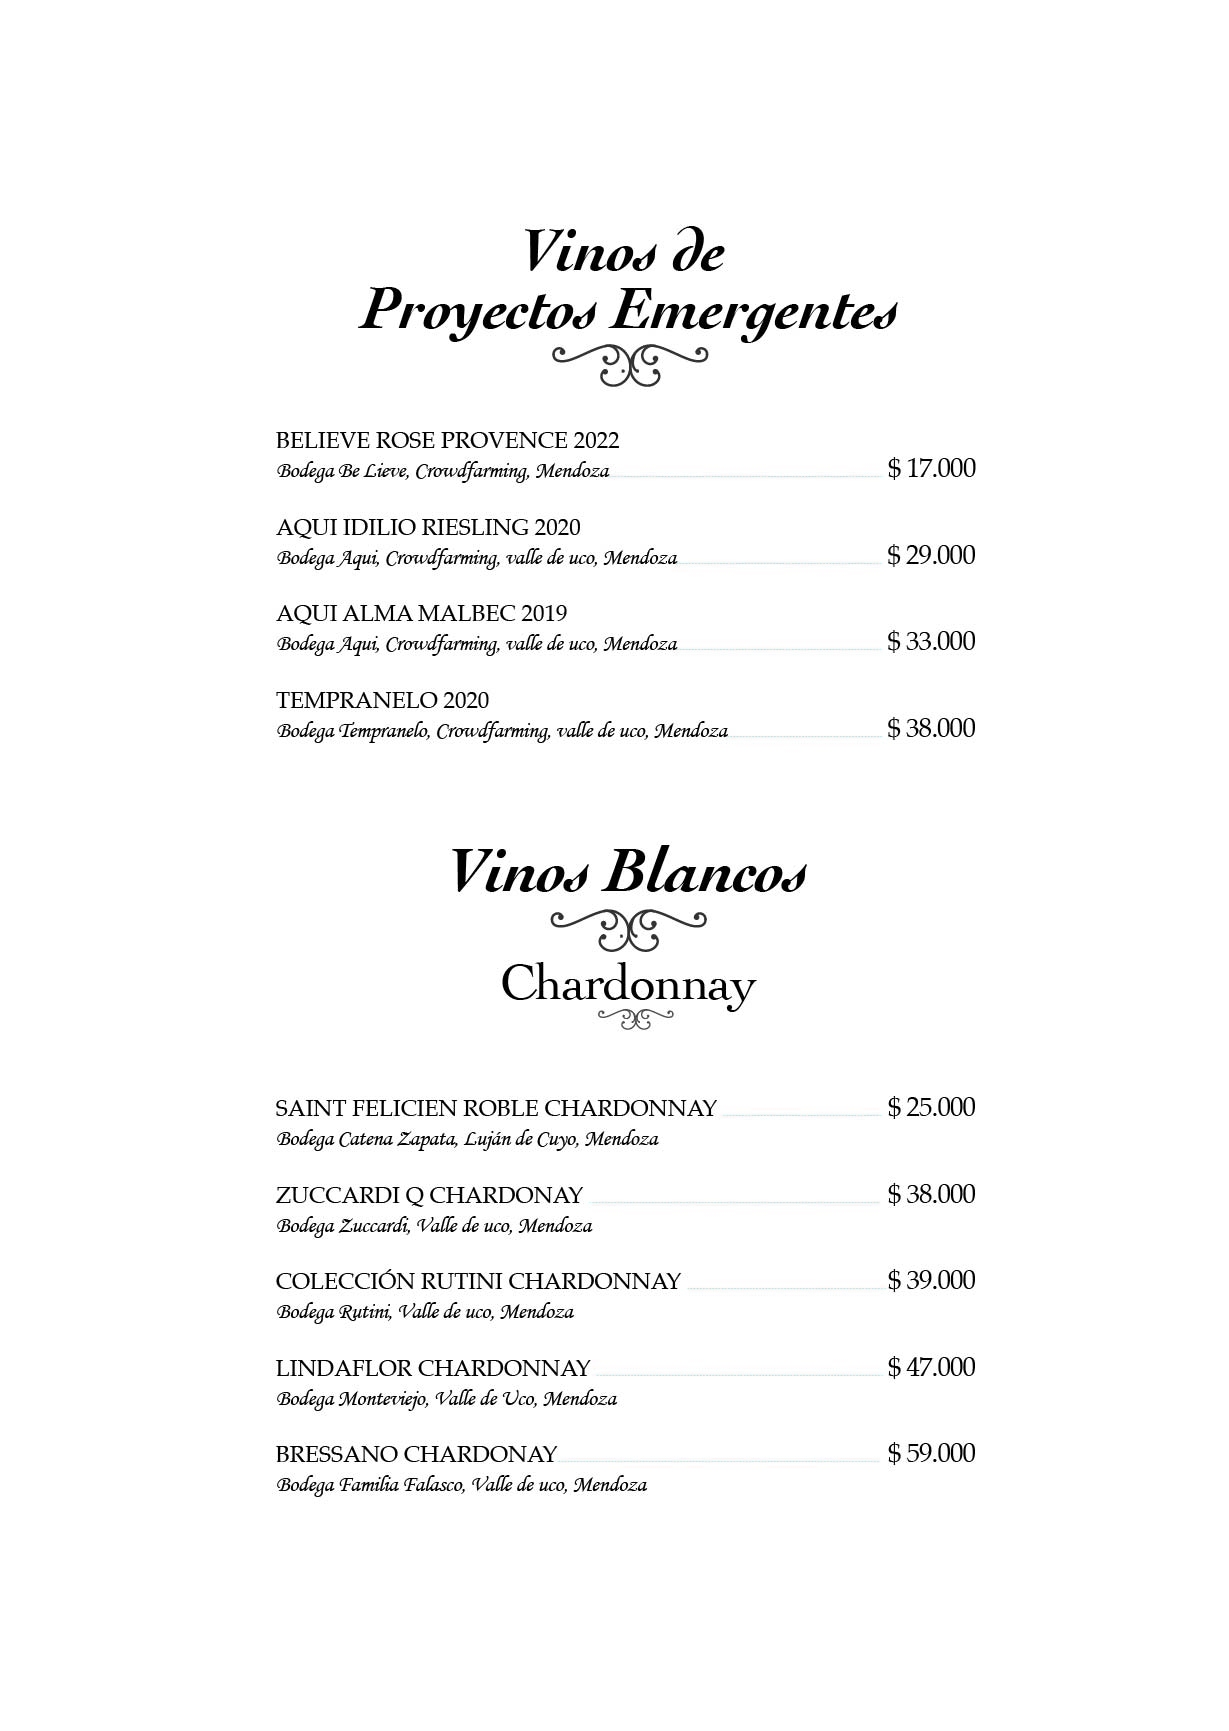 Vinos de
Proyectos Emergentes
BELIEVE ROSE PROVENCE 2022
Bodega Be Lieve, Crowdfarming, Mendoza $ 17.000
AQUI IDILIO RIESLING 2020
Bodega Aqui, Crowdfarming, valle de uco, Mendoza $ 29.000
AQUI ALMA MALBEC 2019
Bodega Aqui, Crowdfarming, valle de uco, Mendoza $ 33.000
TEMPRANELO 2020
Bodega Tempranelo, Crowdfarming, valle de uco, Mendoza $ 38.000
Vinos Blancos
Chardonnay
SAINT FELICIEN ROBLE CHARDONNAY $ 25.000
Bodega Catena Zapata, Luján de Cuyo, Mendoza
ZUCCARDI Q CHARDONAY $ 38.000
Bodega Zuccardi, Valle de uco, Mendoza
COLECCIÓN RUTINI CHARDONNAY $ 39.000
Bodega Rutini, Valle de uco, Mendoza
LINDAFLOR CHARDONNAY $ 47.000
Bodega Monteviejo, Valle de Uco, Mendoza
BRESSANO CHARDONAY $ 59.000
Bodega Familia Falasco, Valle de uco, Mendoza